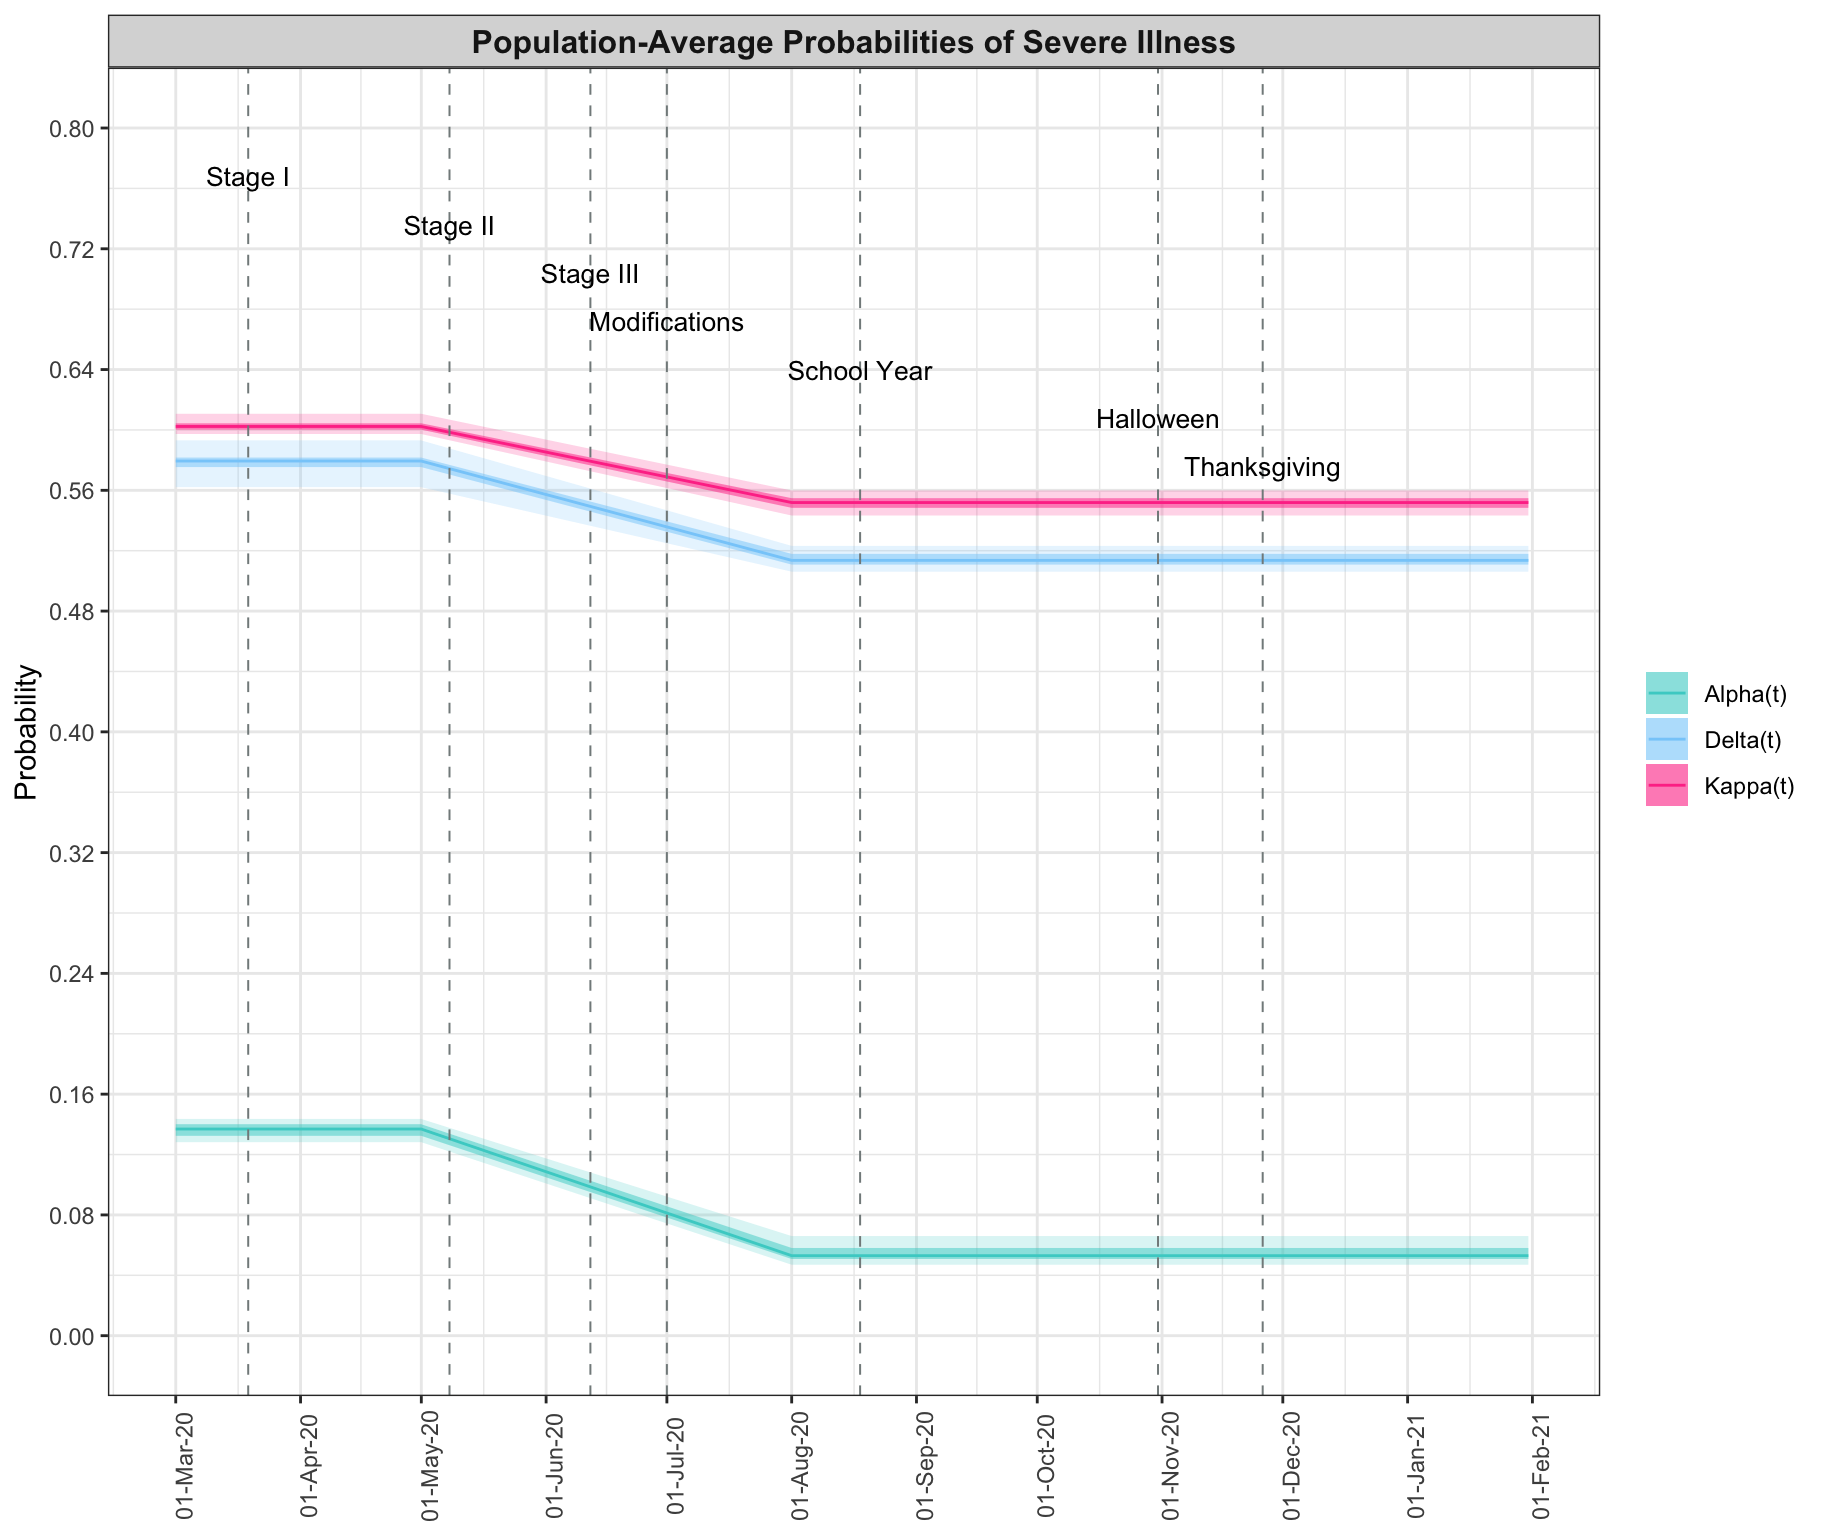 Population-Average Probabilities of Severe Illness
0.80
Stage I
Stage II
0.72
Stage III
Modifications
0.64
School Year
Halloween
Thanksgiving
0.56
0.48
Probability
0.40
0.32
0.24
0.16
0.08
0.00
Alpha(t)
Delta(t)
Kappa(t)
01-Mar-20
01-Apr-20
01-May-20
01-Jun-20
01-Jul-20
01-Aug-20
01-Sep-20
01-Oct-20
01-Nov-20
01-Dec-20
01-Jan-21
01-Feb-21